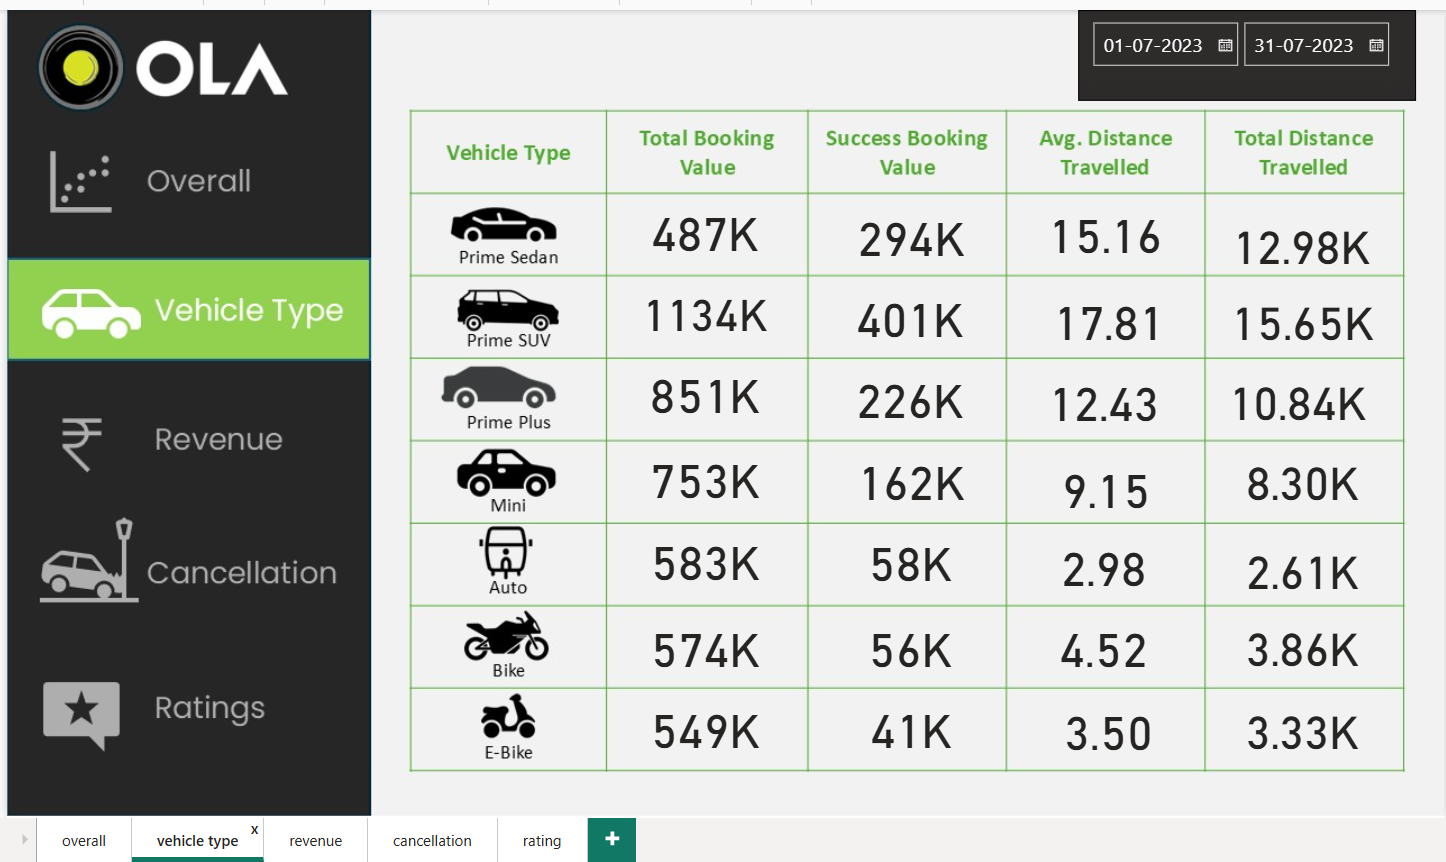 OLA
01-07-2023
31-07-2023
Overall
Vehicle Type
Revenue
Cancellation
Ratings
Vehicle Type
Total Booking
Value
Success Booking
Value
Avg. Distance
Travelled
Total Distance
Travelled
Prime Sedan
487K
294K
15.16
12.98K
Prime SUV
1134K
401K
17.81
15.65K
Prime Plus
851K
226K
12.43
10.84K
Mini
753K
162K
9.15
8.30K
Auto
583K
58K
2.98
2.61K
Bike
574K
56K
4.52
3.86K
E-Bike
549K
41K
3.50
3.33K
overall
vehicle type
x
revenue
cancellation
rating
+